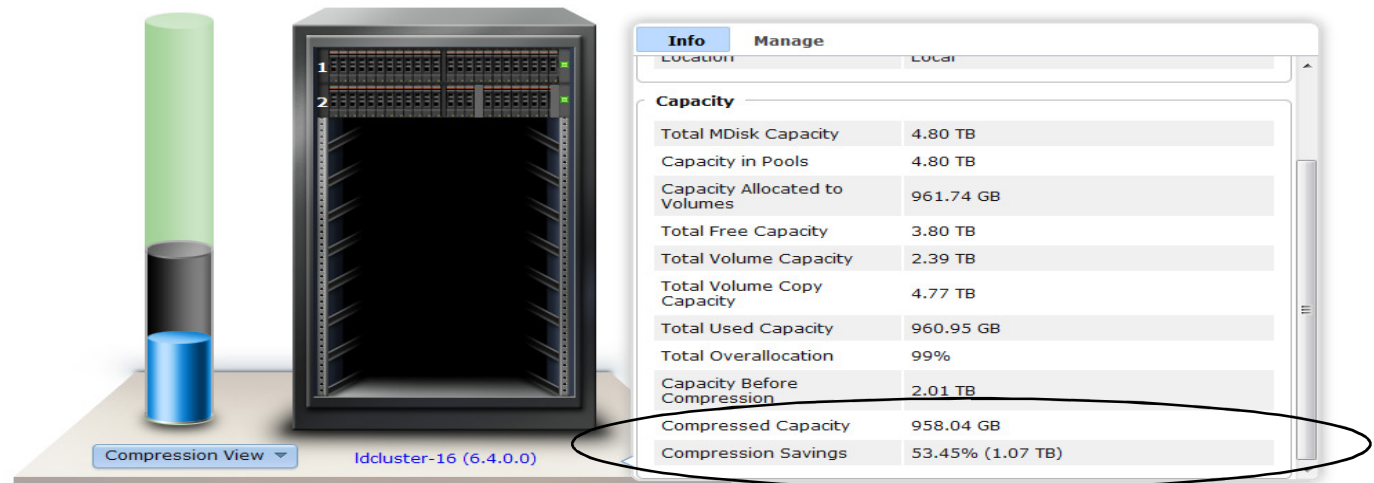 Info Manage
Location Local
Capacity
1
2
Total MDisk Capacity 4.80 TB
Capacity in Pools 4.80 TB
Capacity Allocated to
Volumes 961.74 GB
Total Free Capacity 3.80 TB
Total Volume Capacity 2.39 TB
Total Volume Copy
Capacity 4.77 TB
Total Used Capacity 960.95 GB
Total Overallocation 99%
Capacity Before
Compression 2.01 TB
Compressed Capacity 958.04 GB
Compression Savings 53.45% (1.07 TB)
Compression View
ldcluster-16 (6.4.0.0)